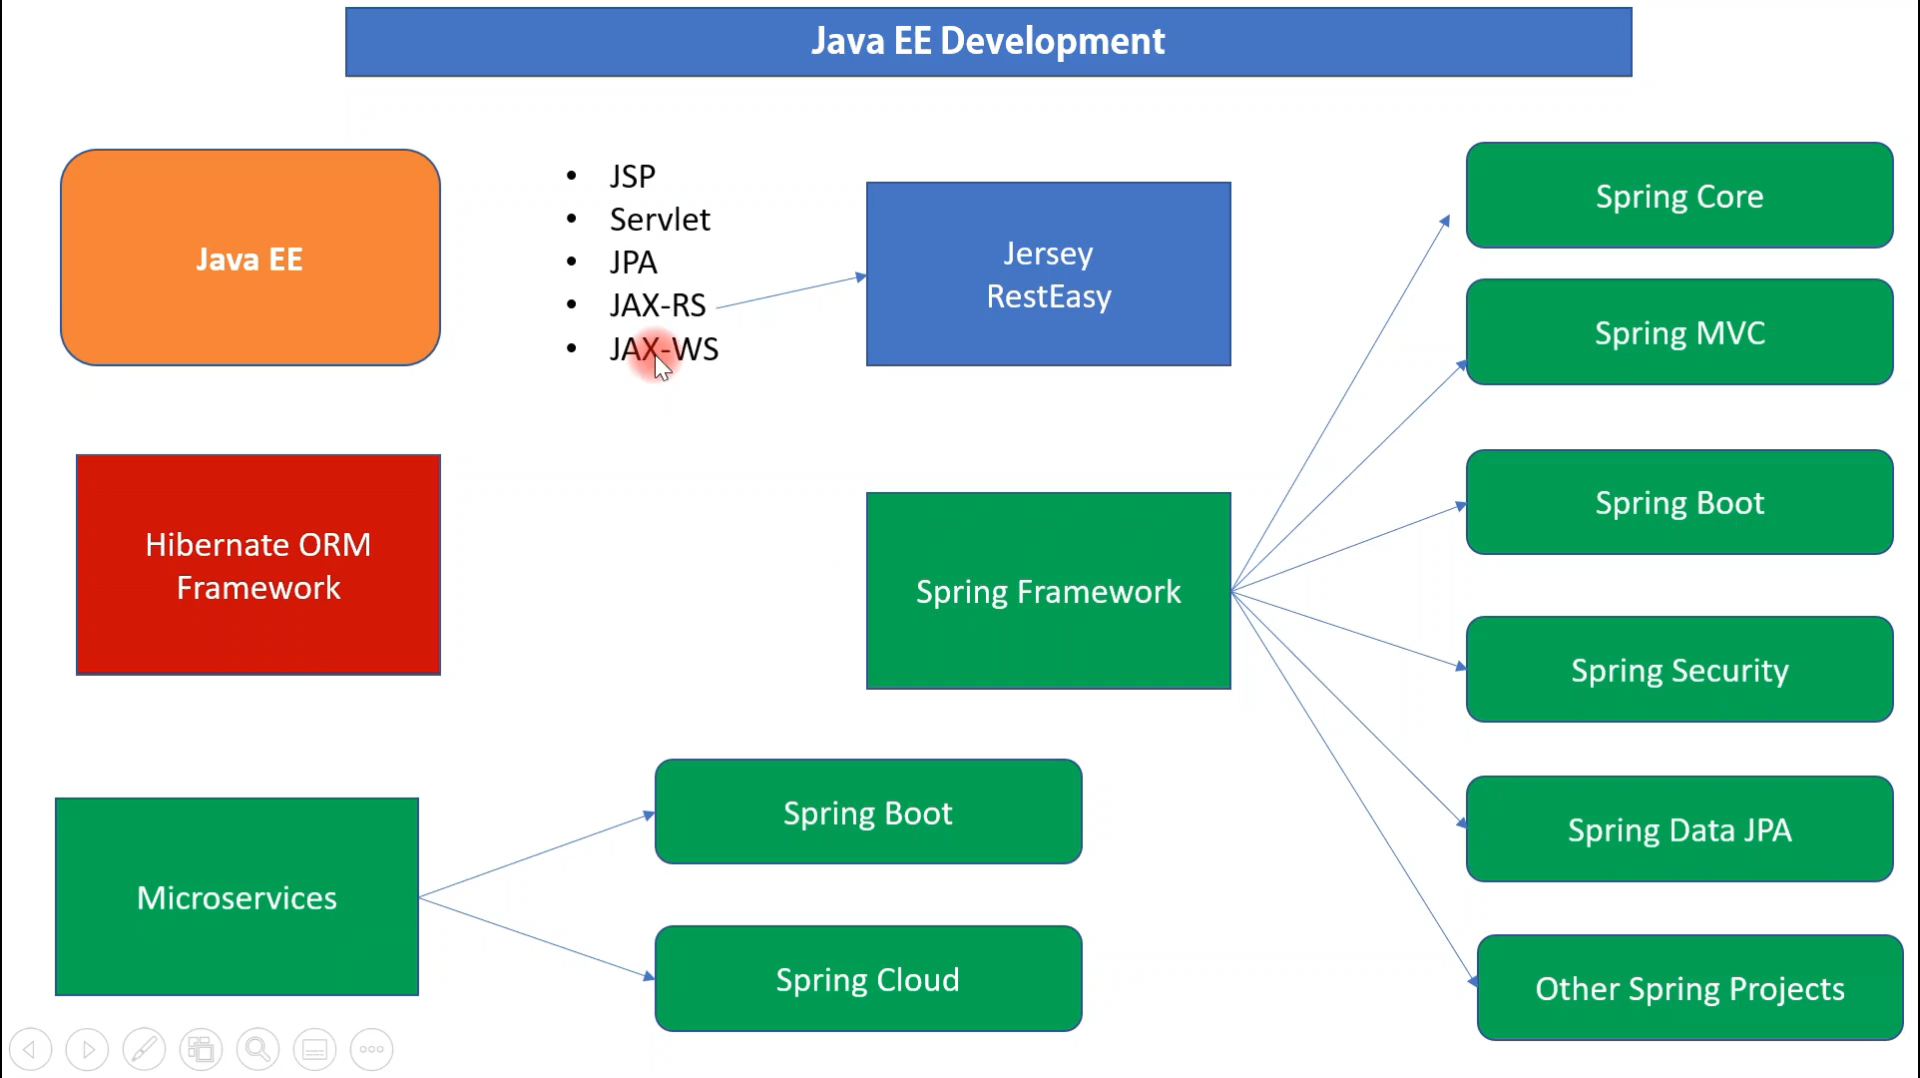 Java EE Development
Java EE
• JSP
• Servlet
• JPA
• JAX-RS
• JAX-WS
Jersey
RestEasy
Spring Core
Spring MVC
Spring Boot
Spring Security
Spring Data JPA
Other Spring Projects
Hibernate ORM
Framework
Spring Framework
Microservices
Spring Boot
Spring Cloud